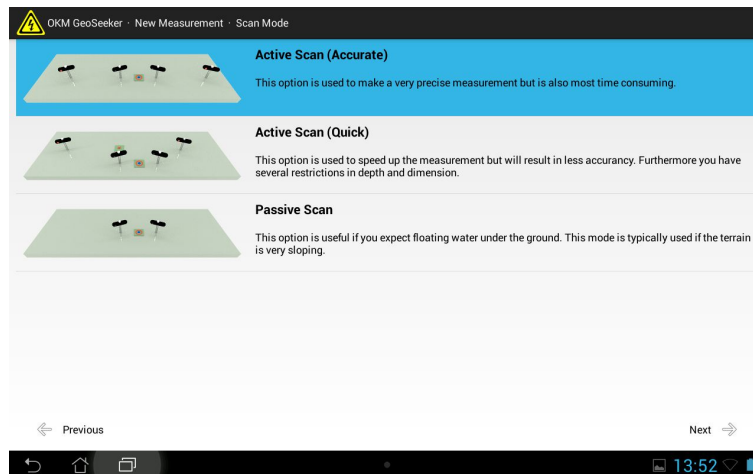 OKM GeoSeeker · New Measurement · Scan Mode
Active Scan (Accurate)
This option is used to make a very precise measurement but is also most time consuming.
Active Scan (Quick)
This option is used to speed up the measurement but will result in less accurancy. Furthermore you have
several restrictions in depth and dimension.
Passive Scan
This option is useful if you expect floating water under the ground. This mode is typically used if the terrain
is very sloping.
Previous
Next
13:52